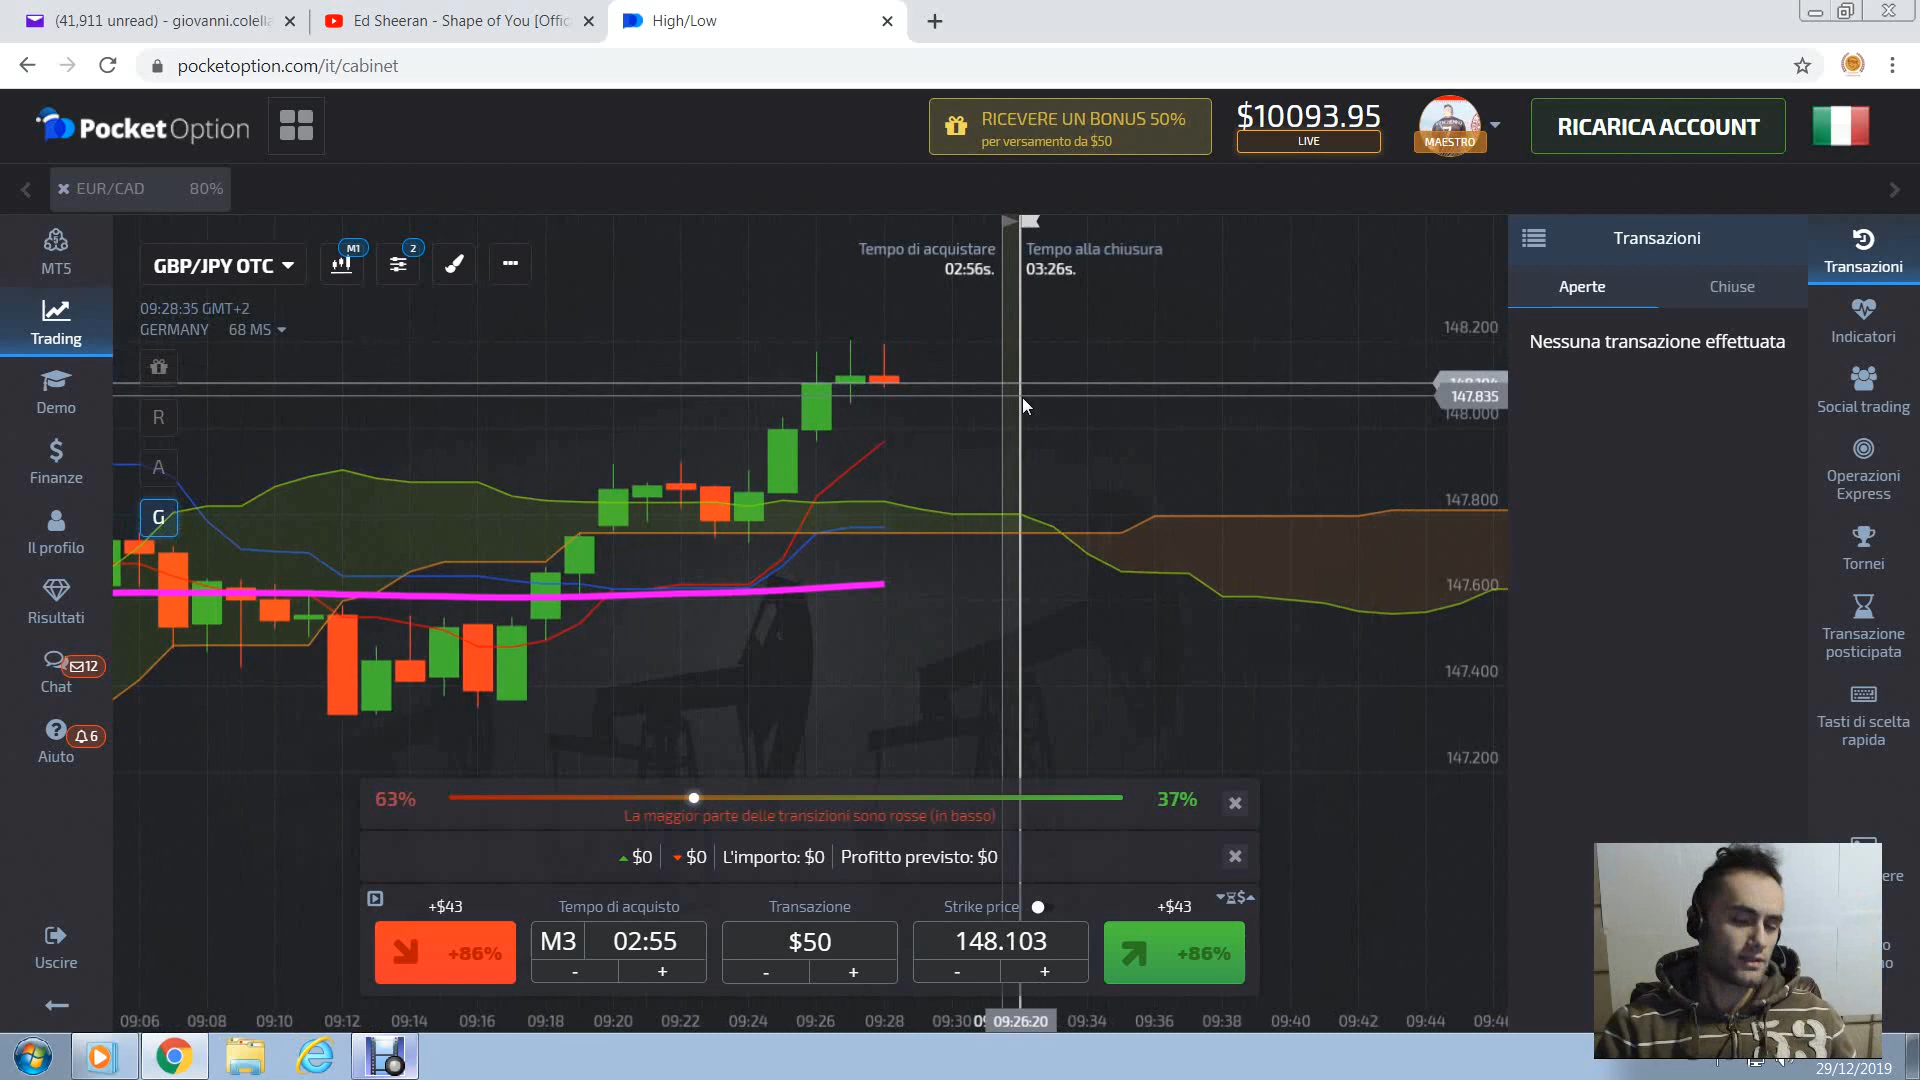 (41,911 unread) - giovanni.colella
Ed Sheeran - Shape of You [Offic
High/Low
pocketoption.com/it/cabinet
PocketOption
RICEVERE UN BONUS 50%
per versamento da $50
$10093.95
LIVE
MAESTRO
RICARICA ACCOUNT
EUR/CAD 80%
MT5
Trading
Demo
Finanze
Il profilo
Risultati
Chat
12
Aiuto
6
Uscire
GBP/JPY OTC
M1
2
09:28:35 GMT+2
GERMANY 68 MS
R
A
G
Tempo di acquistare
02:56s.
Tempo alla chiusura
03:26s.
148.200
147.835
148.000
147.800
147.600
147.400
147.200
63%
37%
La maggior parte delle transizioni sono rosse (in basso)
$0 $0 L'importo: $0 Profitto previsto: $0
+$43
+86%
Tempo di acquisto
M3 02:55
- +
Transazione
$50
- +
Strike price
148.103
- +
+$43
+86%
09:06 09:08 09:10 09:12 09:14 09:16 09:18 09:20 09:22 09:24 09:26 09:28 09:30 09:26:20 09:34 09:36 09:38 09:40 09:42 09:44 09:46
Transazioni
Aperte
Chiuse
Nessuna transazione effettuata
Transazioni
Indicatori
Social trading
Operazioni
Express
Tornei
Transazione
posticipata
Tasti di scelta
rapida
53
29/12/2019